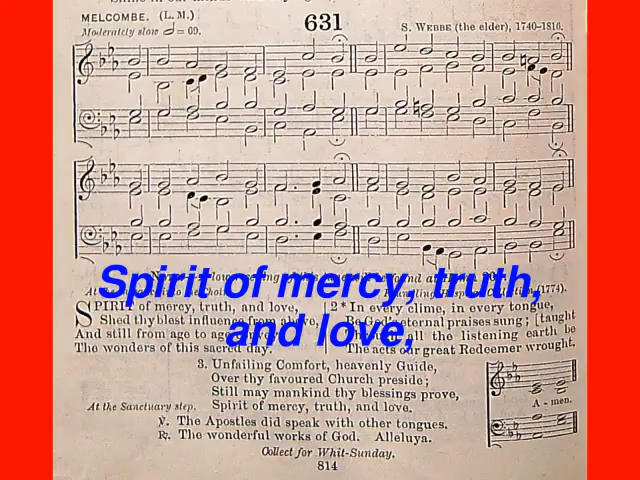 MELCOMBE. (L. M.)
631
S. WEBBE (the elder), 1740-1816.
Moderately slow = 60.
Spirit of mercy, truth,
and love,
SPIRIT of mercy, truth, and love,
Shed thy blest influence from above,
And still from age to age
The wonders of this sacred day.
2* In every clime, in every tongue,
Be God's eternal praises sung; [taught
the listening earth be
The acts our great Redeemer wrought.
3. Unfailing Comfort, heavenly Guide,
Over thy favoured Church preside;
Still may mankind thy blessings prove,
At the Sanctuary step. Spirit of mercy, truth, and love.
A - men.
℣. The Apostles did speak with other tongues.
℟. The wonderful works of God. Alleluya.
Collect for Whit-Sunday.
814